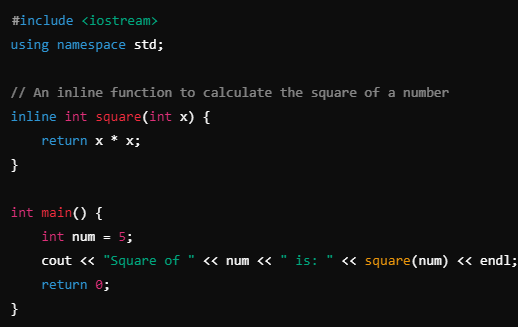 #include <iostream>
using namespace std;
// An inline function to calculate the square of a number
inline int square(int x) {
    return x * x;
}
int main() {
    int num = 5;
    cout << "Square of " << num << " is: " << square(num) << endl;
    return 0;
}